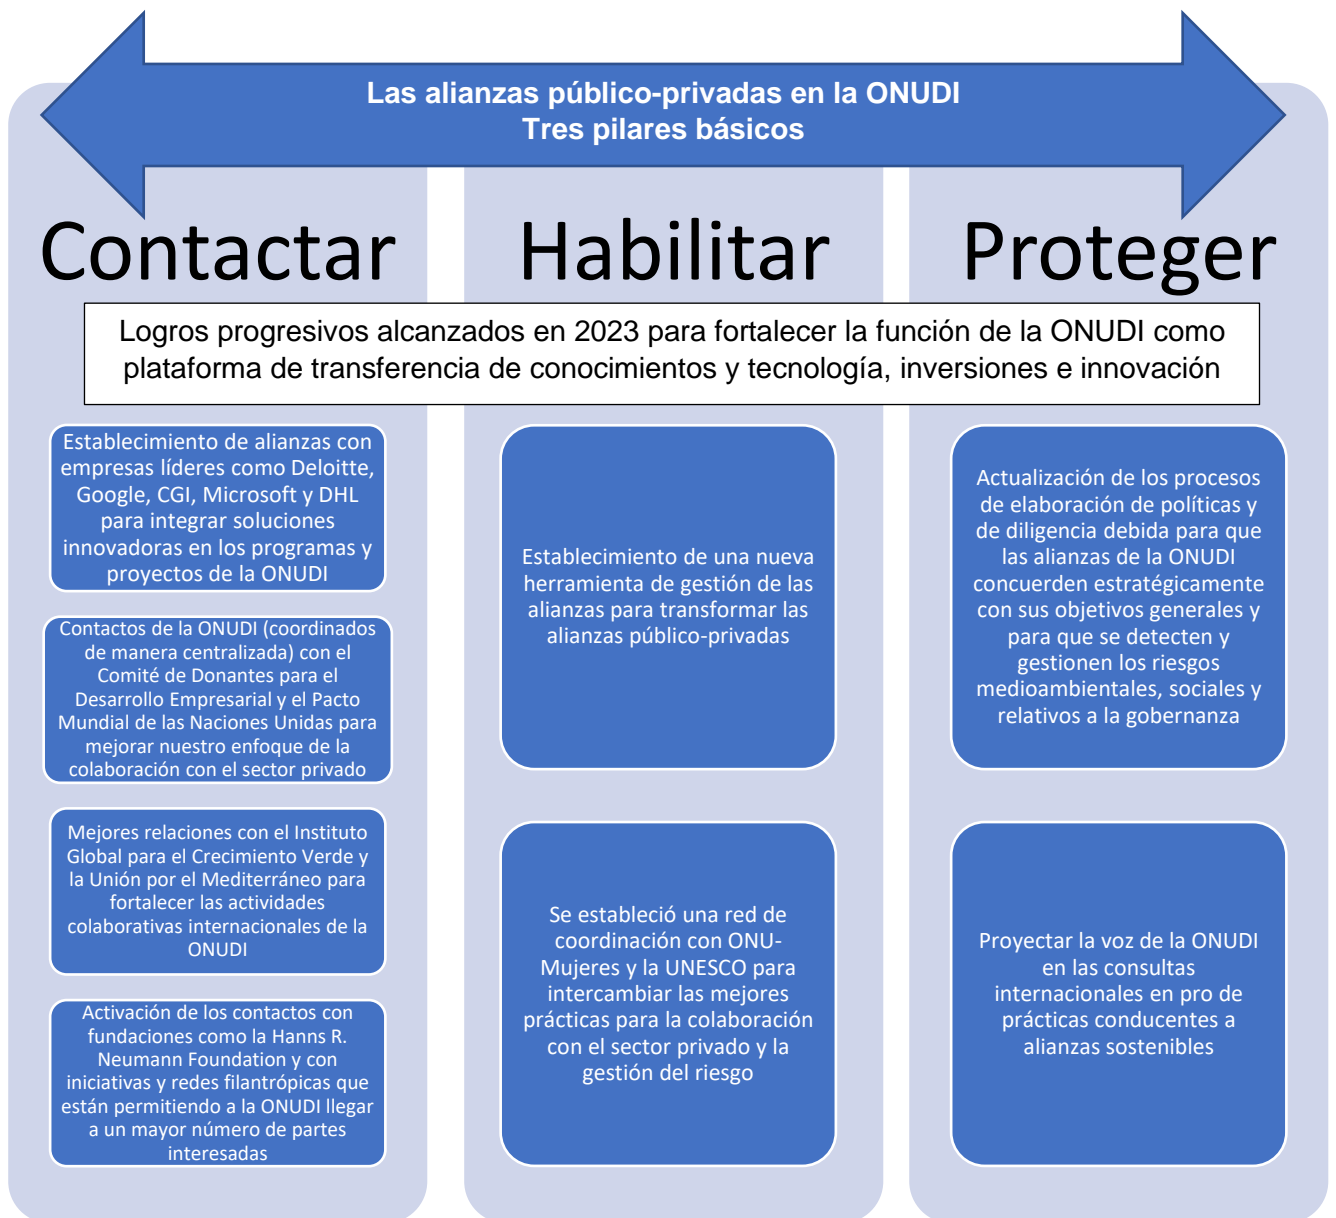 Las alianzas público-privadas en la ONUDI
Tres pilares básicos
Contactar
Habilitar
Proteger
Logros progresivos alcanzados en 2023 para fortalecer la función de la ONUDI como
plataforma de transferencia de conocimientos y tecnología, inversiones e innovación
Establecimiento de alianzas con
empresas líderes como Deloitte,
Google, CGI, Microsoft y DHL
para integrar soluciones
innovadoras en los programas y
proyectos de la ONUDI
Contactos de la ONUDI (coordinados
de manera centralizada) con el
Comité de Donantes para el
Desarrollo Empresarial y el Pacto
Mundial de las Naciones Unidas para
mejorar nuestro enfoque de la
colaboración con el sector privado
Mejores relaciones con el Instituto
Global para el Crecimiento Verde y
la Unión por el Mediterráneo para
fortalecer las actividades
colaborativas internacionales de la
ONUDI
Activación de los contactos con
fundaciones como la Hanns R.
Neumann Foundation y con
iniciativas y redes filantrópicas que
están permitiendo a la ONUDI llegar
a un mayor número de partes
interesadas
Establecimiento de una nueva
herramienta de gestión de las
alianzas para transformar las
alianzas público-privadas
Se estableció una red de
coordinación con ONU-
Mujeres y la UNESCO para
intercambiar las mejores
prácticas para la colaboración
con el sector privado y la
gestión del riesgo
Actualización de los procesos
de elaboración de políticas y
de diligencia debida para que
las alianzas de la ONUDI
concuerden estratégicamente
con sus objetivos generales y
para que se detecten y
gestionen los riesgos
medioambientales, sociales y
relativos a la gobernanza
Proyectar la voz de la ONUDI
en las consultas
internacionales en pro de
prácticas conducentes a
alianzas sostenibles